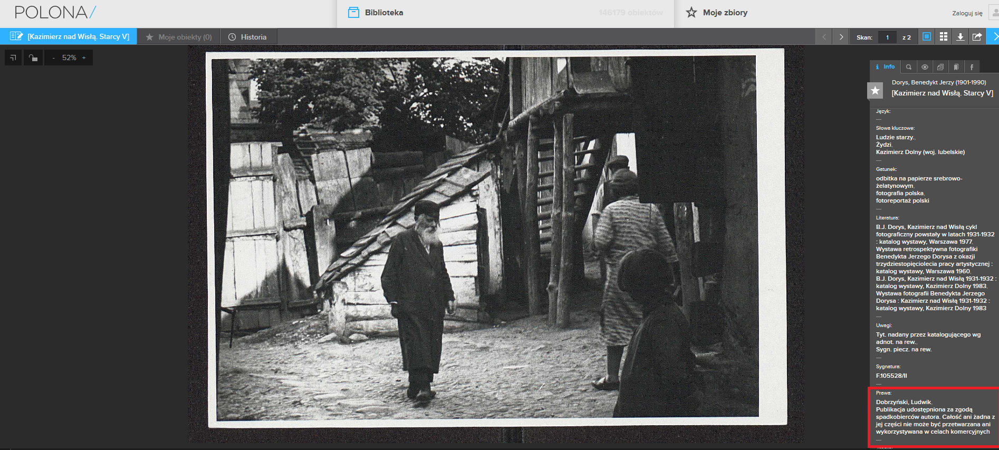 POLONA/
Biblioteka
146179 obiektów
Moje zbiory
Zaloguj się
[Kazimierz nad Wisłą. Starcy V]
Moje obiekty (0)
Historia
Skan:
1
z 2
- 52% +
i Info
f
Dorys, Benedykt Jerzy (1901-1990)
[Kazimierz nad Wisłą. Starcy V]
Język:
—
Słowa kluczowe:
Ludzie starzy.,
Żydzi,
Kazimierz Dolny (woj. lubelskie)
—
Gatunek:
odbitka na papierze srebrowo-
żelatynowym,
fotografia polska,
fotoreportaż polski
—
Literatura:
B.J. Dorys, Kazimierz nad Wisłą cykl
fotograficzny powstały w latach 1931-1932
: katalog wystawy, Warszawa 1977,
Wystawa retrospektywna fotografiki
Benedykta Jerzego Dorysa z okazji
trzydziestopięciolecia pracy artystycznej :
katalog wystawy, Warszawa 1960,
B.J. Dorys, Kazimierz nad Wisłą 1931-1932 :
katalog wystawy, Kazimierz Dolny 1983,
Wystawa fotografii Benedykta Jerzego
Dorysa : Kazimierz nad Wisłą 1931-1932 :
katalog wystawy, Kazimierz Dolny 1983
—
Uwagi:
Tyt. nadany przez katalogującego wg
adnot. na rew.,
Sygn. piecz. na rew.
—
Sygnatura:
F.105528/II
—
Prawa:
Dobrzyński, Ludwik,
Publikacja udostępniona za zgodą
spadkobierców autora. Całość ani żadna z
jej części nie może być przetwarzana ani
wykorzystywana w celach komercyjnych
—